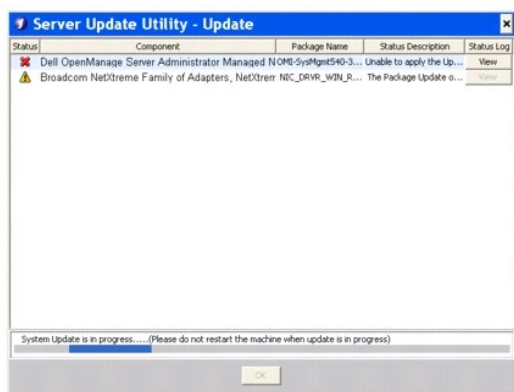 Server Update Utility - Update
Status Component Package Name Status Description Status Log
Dell OpenManage Server Administrator Managed N OMI-SysMgmt540-3... Unable to apply the Up... View
Broadcom NetXtreme Family of Adapters, NetXtrem NIC_DRVR_WIN_R... The Package Update o... View
System Update is in progress.....(Please do not restart the machine when update is in progress)
OK